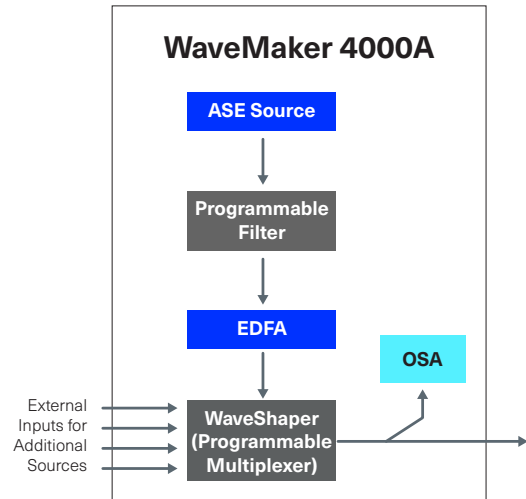 WaveMaker 4000A
ASE Source
Programmable
Filter
EDFA
OSA
External
Inputs for
Additional
Sources
WaveShaper
(Programmable
Multiplexer)